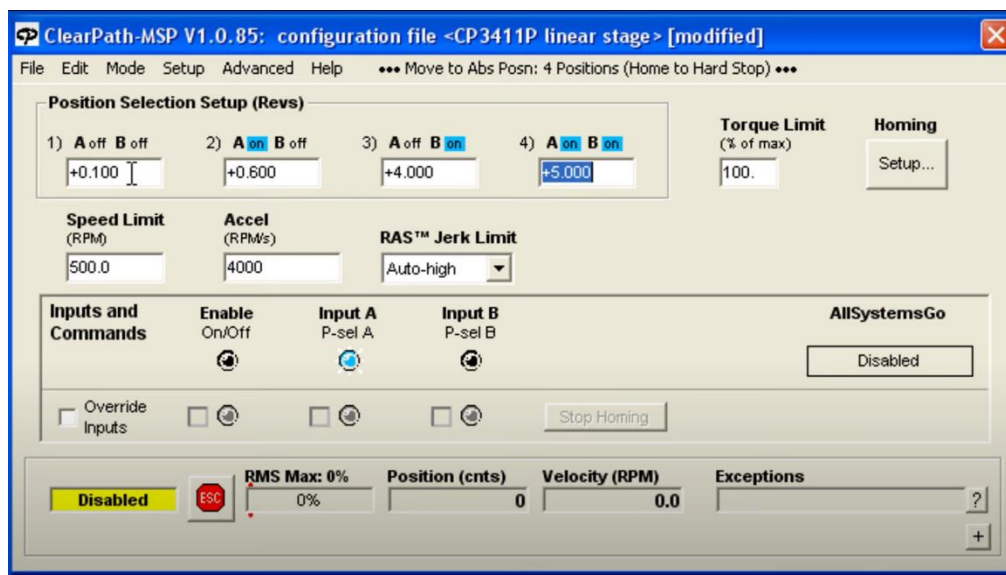 ClearPath-MSP V1.0.85: configuration file <CP3411P linear stage> [modified]
File Edit Mode Setup Advanced Help ••• Move to Abs Posn: 4 Positions (Home to Hard Stop) •••
Position Selection Setup (Revs)
1) A off B off 2) A on B off 3) A off B on 4) A on B on
+0.100 +0.600 +4.000 +5.000
Torque Limit Homing
(% of max)
100. Setup...
Speed Limit Accel
(RPM) (RPM/s) RAS™ Jerk Limit
500.0 4000 Auto-high
Inputs and Enable Input A Input B AllSystemsGo
Commands On/Off P-sel A P-sel B
Disabled
Override
Inputs
Stop Homing
RMS Max: 0% Position (cnts) Velocity (RPM) Exceptions
Disabled ESC 0% 0 0.0 ?
+